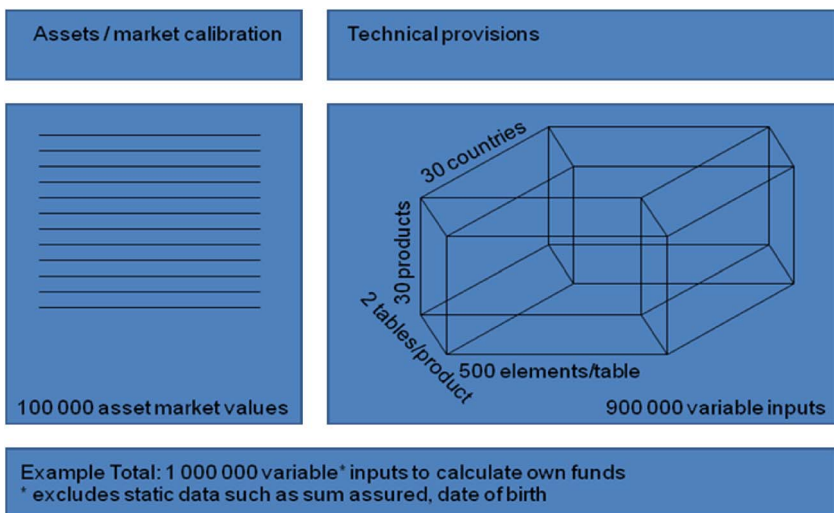 Assets / market calibration
Technical provisions
30 countries
30 products
2 tables/product
500 elements/table
100 000 asset market values
900 000 variable inputs
Example Total: 1 000 000 variable* inputs to calculate own funds
* excludes static data such as sum assured, date of birth